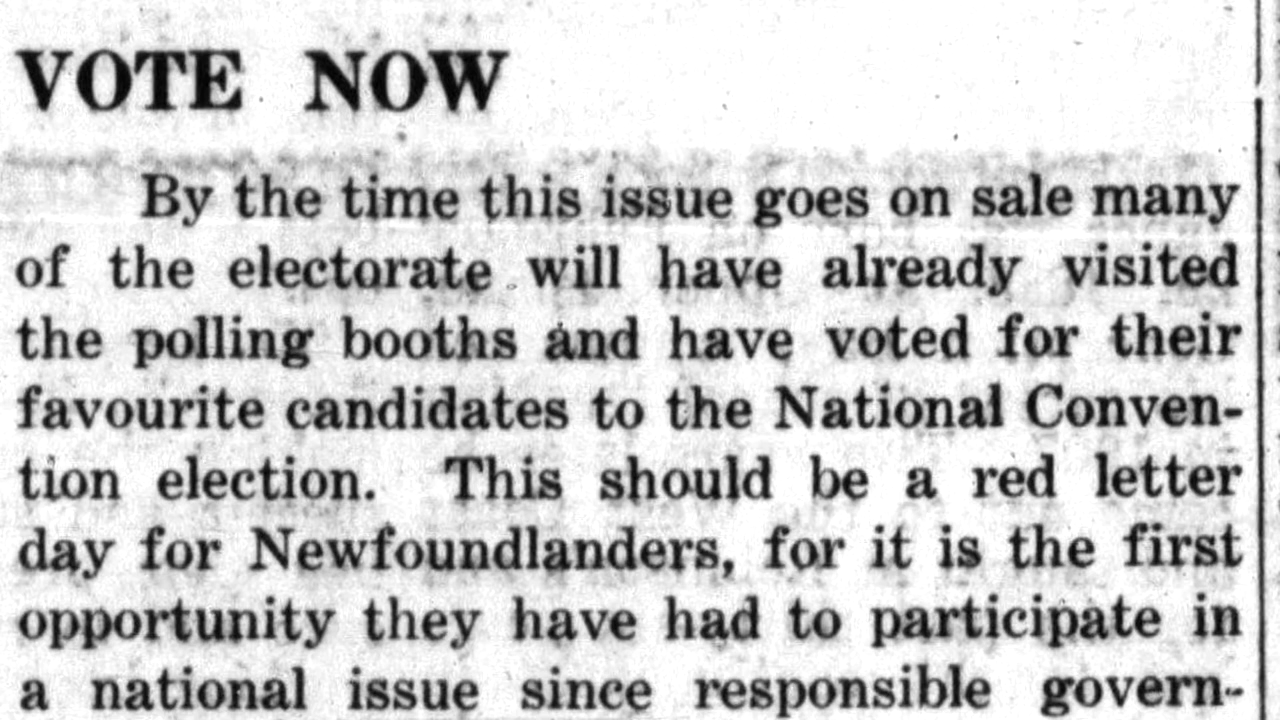 VOTE NOW
By the time this issue goes on sale many
of the electorate will have already visited
the polling booths and have voted for their
favourite candidates to the National Conven-
tion election. This should be a red letter
day for Newfoundlanders, for it is the first
opportunity they have had to participate in
a national issue since responsible govern-